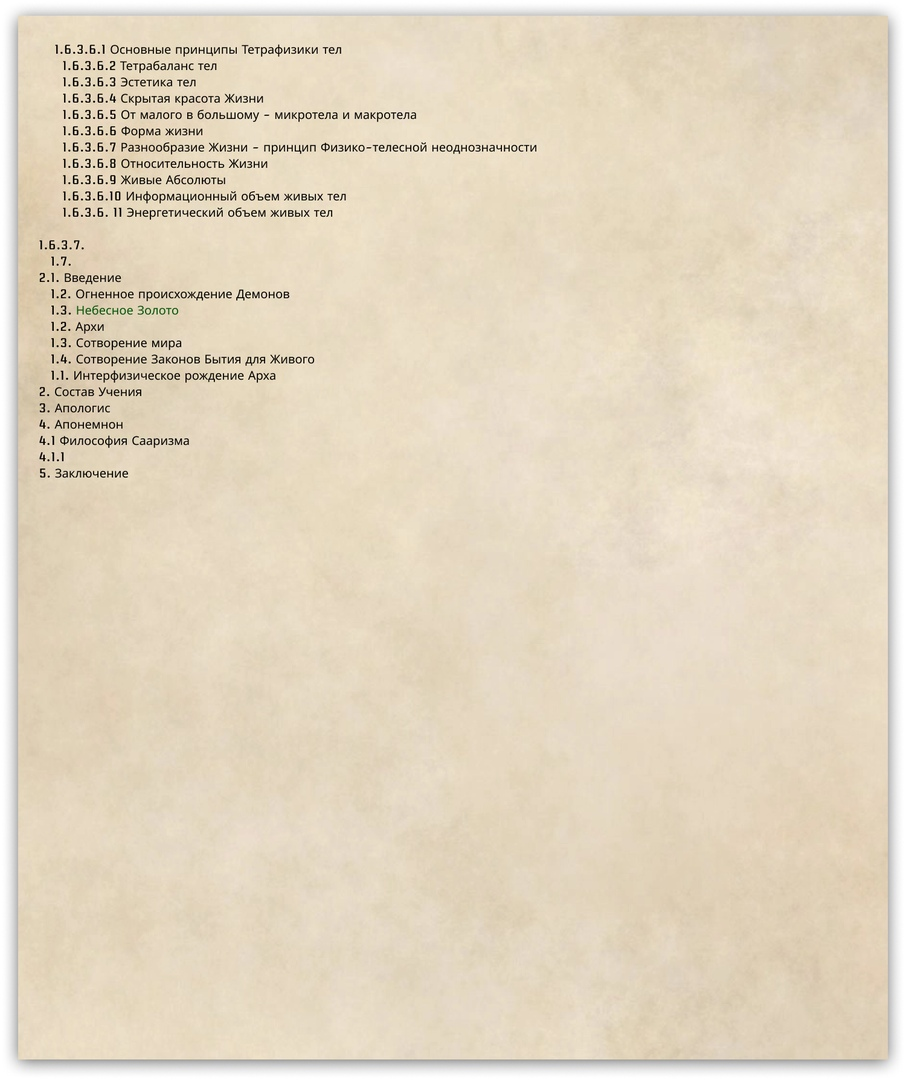 1.6.3.6.1 Основные принципы Тетрафизики тел
1.6.3.6.2 Тетрабаланс тел
1.6.3.6.3 Эстетика тел
1.6.3.6.4 Скрытая красота Жизни
1.6.3.6.5 От малого в большому - микротела и макротела
1.6.3.6.6 Форма жизни
1.6.3.6.7 Разнообразие Жизни - принцип Физико-телесной неоднозначности
1.6.3.6.8 Относительность Жизни
1.6.3.6.9 Живые Абсолюты
1.6.3.6.10 Информационный объем живых тел
1.6.3.6. 11 Энергетический объем живых тел
1.6.3.7.
1.7.
2.1. Введение
1.2. Огненное происхождение Демонов
1.3. Небесное Золото
1.2. Архи
1.3. Сотворение мира
1.4. Сотворение Законов Бытия для Живого
1.1. Интерфизическое рождение Арха
2. Состав Учения
3. Апологис
4. Апонемнон
4.1 Философия Сааризма
4.1.1
5. Заключение